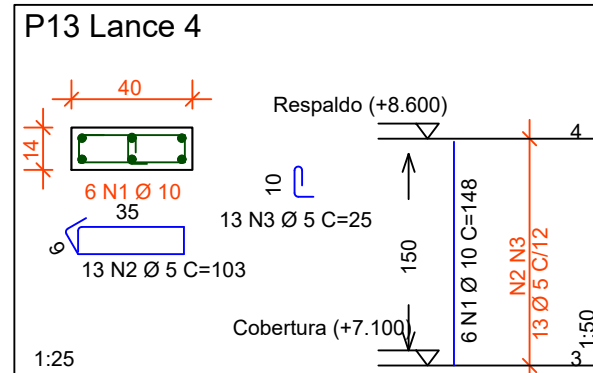 P13 Lance 4
40
14
6 N1 Ø 10
35
9
13 N2 Ø 5 C=103
10
13 N3 Ø 5 C=25
Respaldo (+8.600)
4
150
6 N1 Ø 10 C=148
N2 N3
13 Ø 5 C/12
Cobertura (+7.100)
3
1:50
1:25